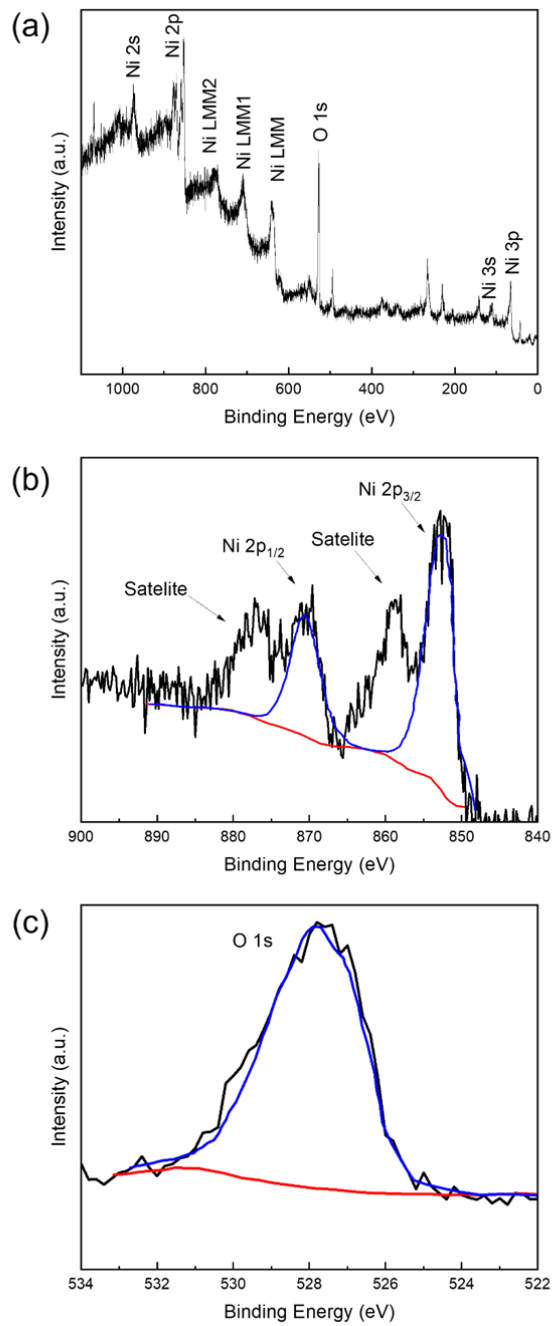 (a)
Ni 2s
Ni 2p
Ni LMM2
Ni LMM1
Ni LMM
O 1s
Ni 3s
Ni 3p
Intensity (a.u.)
1000 800 600 400 200 0
Binding Energy (eV)
(b)
Ni 2p3/2
Ni 2p1/2
Satelite
Satelite
Intensity (a.u.)
900 890 880 870 860 850 840
Binding Energy (eV)
(c)
O 1s
Intensity (a.u.)
534 532 530 528 526 524 522
Binding Energy (eV)